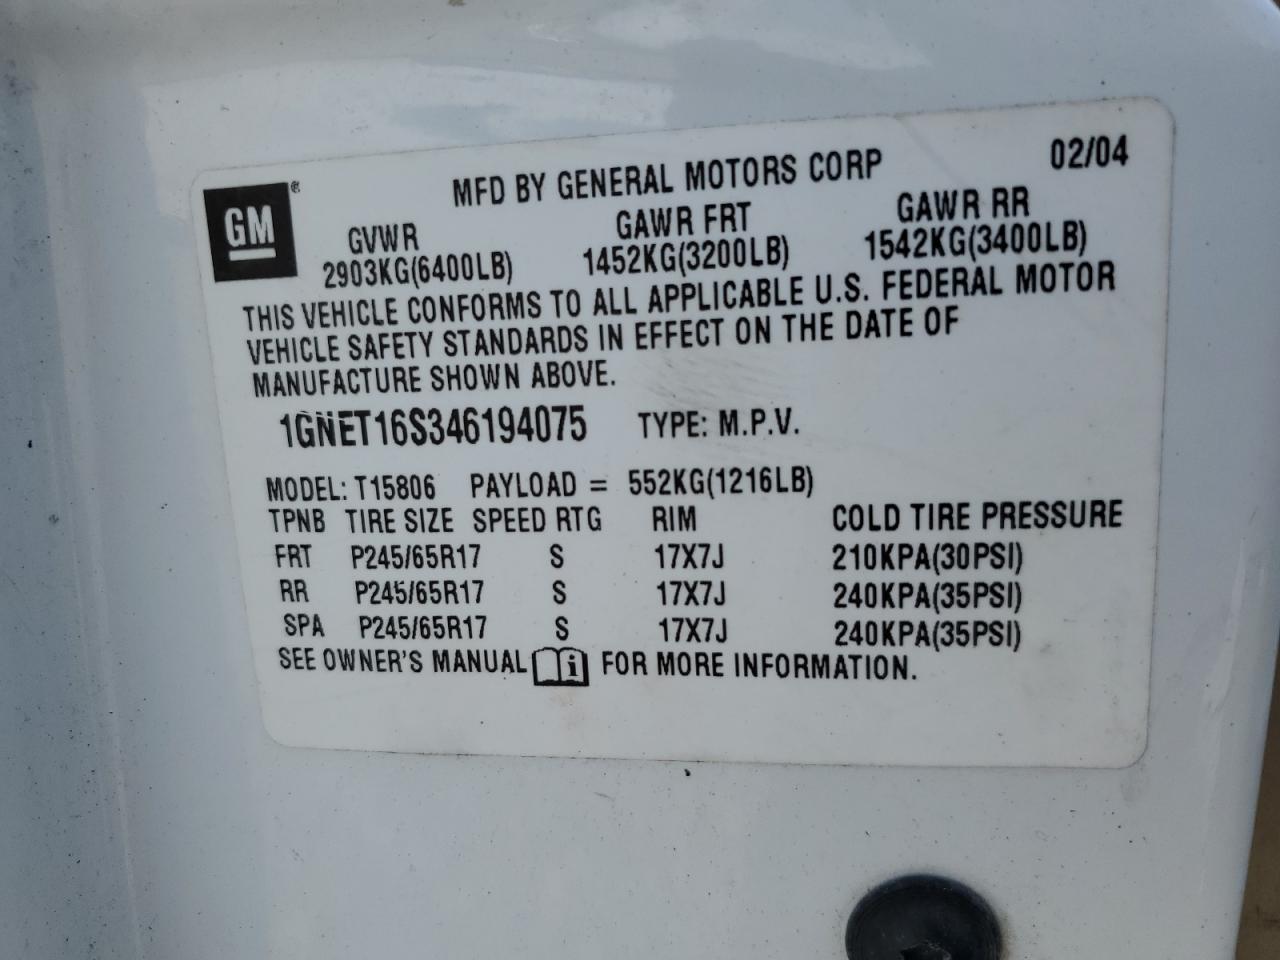 GM®
MFD BY GENERAL MOTORS CORP 02/04
GVWR GAWR FRT GAWR RR
2903KG(6400LB) 1452KG(3200LB) 1542KG(3400LB)
THIS VEHICLE CONFORMS TO ALL APPLICABLE U.S. FEDERAL MOTOR
VEHICLE SAFETY STANDARDS IN EFFECT ON THE DATE OF
MANUFACTURE SHOWN ABOVE.
1GNET16S346194075 TYPE: M.P.V.
MODEL: T15806 PAYLOAD = 552KG(1216LB)
TPNB TIRE SIZE SPEED RTG RIM COLD TIRE PRESSURE
FRT P245/65R17 S 17X7J 210KPA(30PSI)
RR P245/65R17 S 17X7J 240KPA(35PSI)
SPA P245/65R17 S 17X7J 240KPA(35PSI)
SEE OWNER'S MANUAL i FOR MORE INFORMATION.